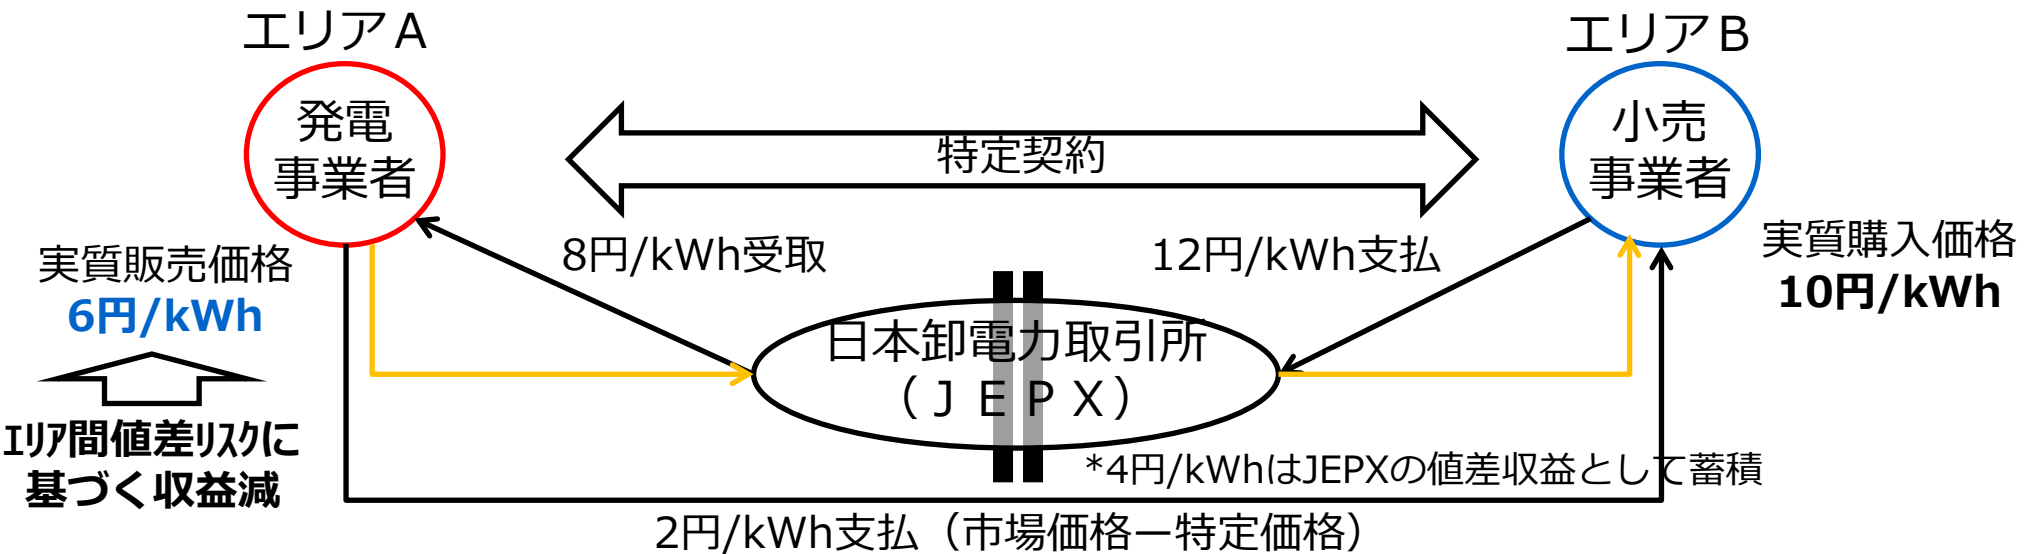 エリアA
エリアB
発電
事業者
小売
事業者
特定契約
8円/kWh受取
12円/kWh支払
実質販売価格
6円/kWh
実質購入価格
10円/kWh
日本卸電力取引所
（ＪＥＰＸ）
ｴﾘｱ間値差ﾘｽｸに
基づく収益減
*4円/kWhはJEPXの値差収益として蓄積
2円/kWh支払（市場価格－特定価格）